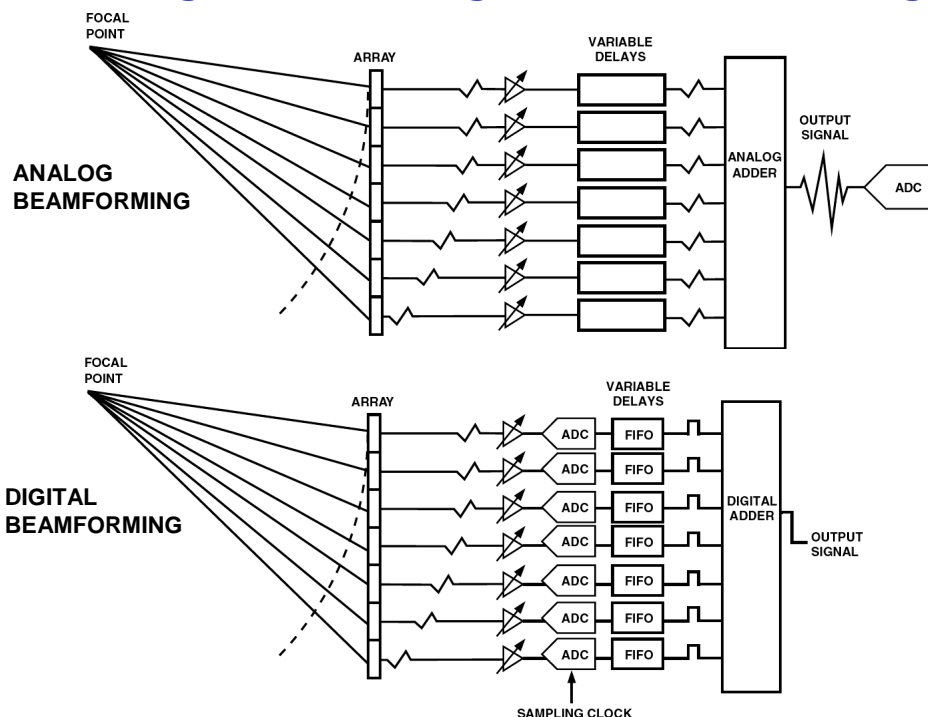 FOCAL
POINT
ARRAY
VARIABLE
DELAYS
ANALOG
BEAMFORMING
ANALOG
ADDER
OUTPUT
SIGNAL
ADC
FOCAL
POINT
ARRAY
VARIABLE
DELAYS
DIGITAL
BEAMFORMING
ADC FIFO
ADC FIFO
ADC FIFO
ADC FIFO
ADC FIFO
ADC FIFO
ADC FIFO
DIGITAL
ADDER
OUTPUT
SIGNAL
SAMPLING CLOCK